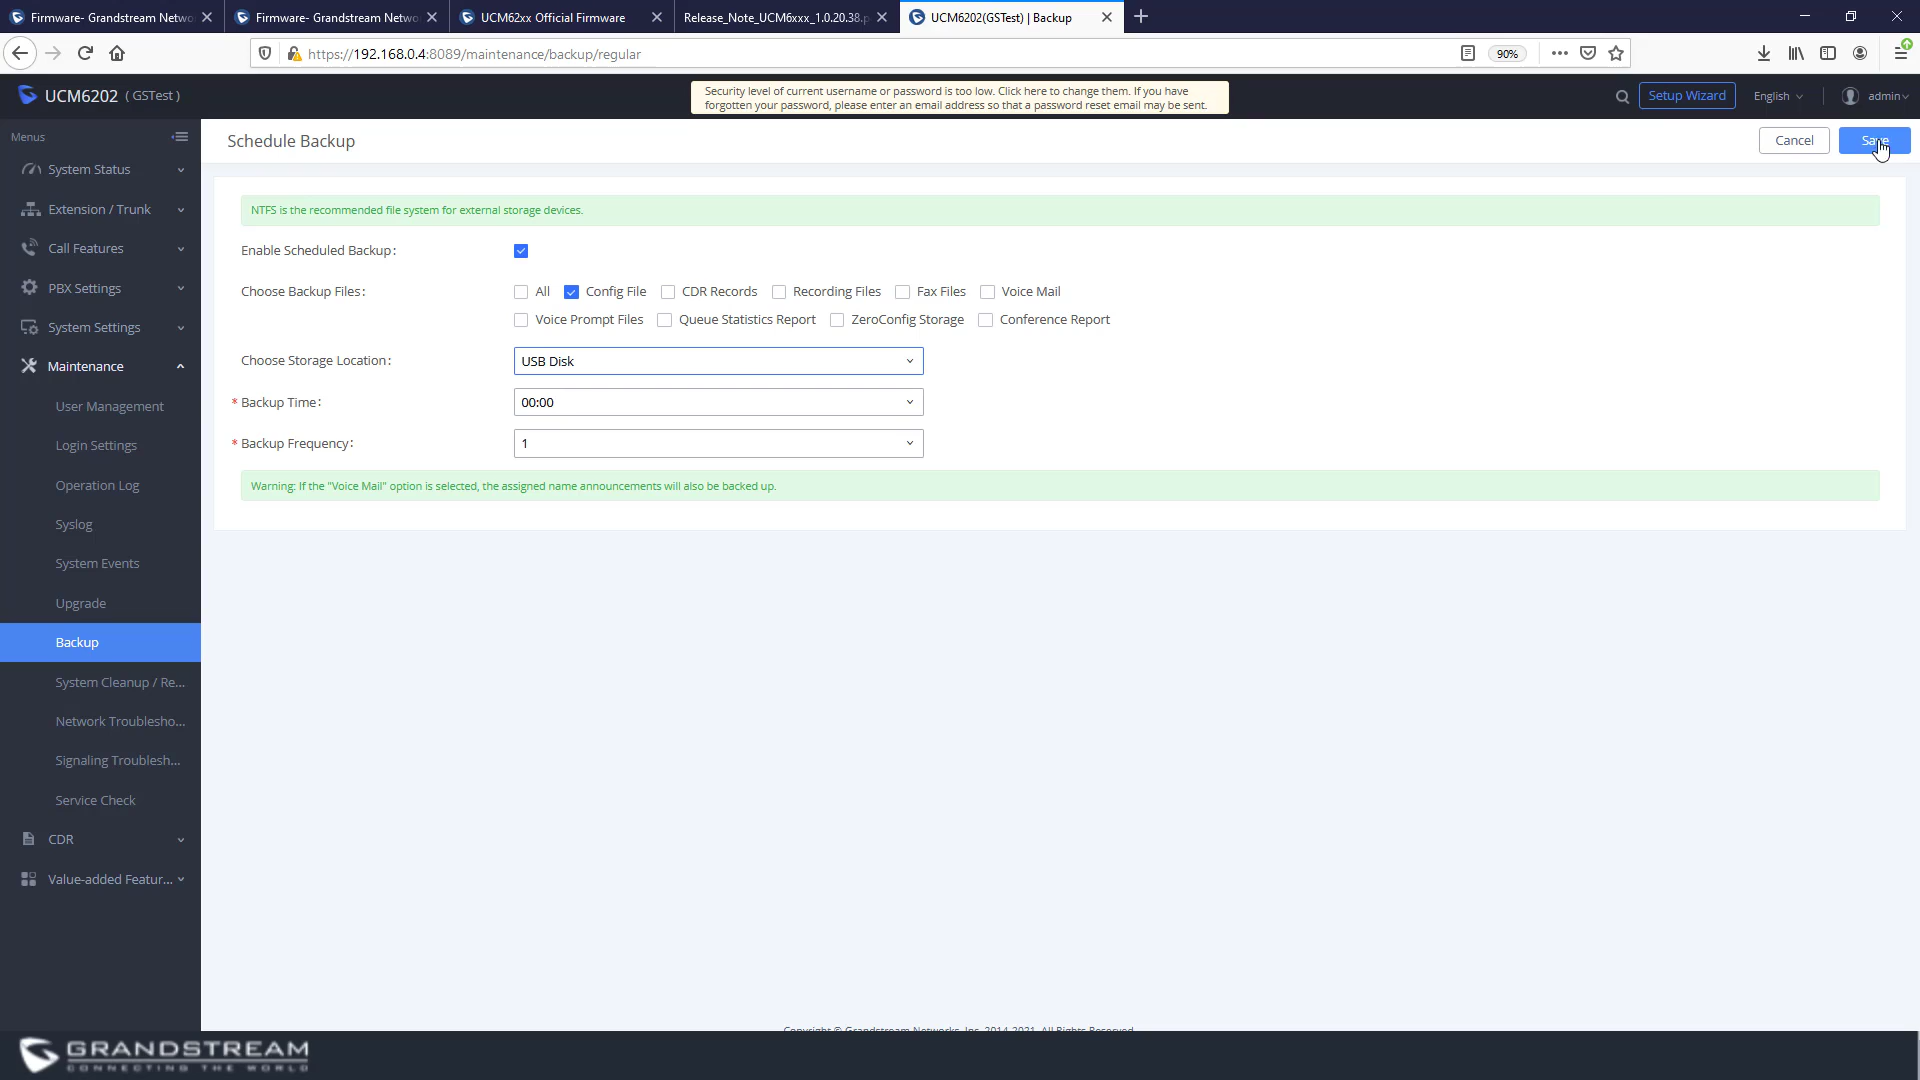 Firmware- Grandstream Netwo
Firmware- Grandstream Netwo
UCM62xx Official Firmware
Release_Note_UCM6xxx_1.0.20.38.p
UCM6202(GSTest) | Backup
https://192.168.0.4:8089/maintenance/backup/regular
90%
UCM6202 ( GSTest )
Security level of current username or password is too low. Click here to change them. If you have
forgotten your password, please enter an email address so that a password reset email may be sent.
Setup Wizard
English
admin
Menus
Schedule Backup
Cancel
Save
System Status
Extension / Trunk
Call Features
PBX Settings
System Settings
Maintenance
User Management
Login Settings
Operation Log
Syslog
System Events
Upgrade
Backup
System Cleanup / Re...
Network Troublesho...
Signaling Troublesh...
Service Check
CDR
Value-added Featur...
NTFS is the recommended file system for external storage devices.
Enable Scheduled Backup:
Choose Backup Files:
All Config File CDR Records Recording Files Fax Files Voice Mail
Voice Prompt Files Queue Statistics Report ZeroConfig Storage Conference Report
Choose Storage Location:
USB Disk
* Backup Time:
00:00
* Backup Frequency:
1
Warning: If the "Voice Mail" option is selected, the assigned name announcements will also be backed up.
Copyright © Grandstream Networks, Inc. 2014-2021. All Rights Reserved.
GRANDSTREAM
CONNECTING THE WORLD